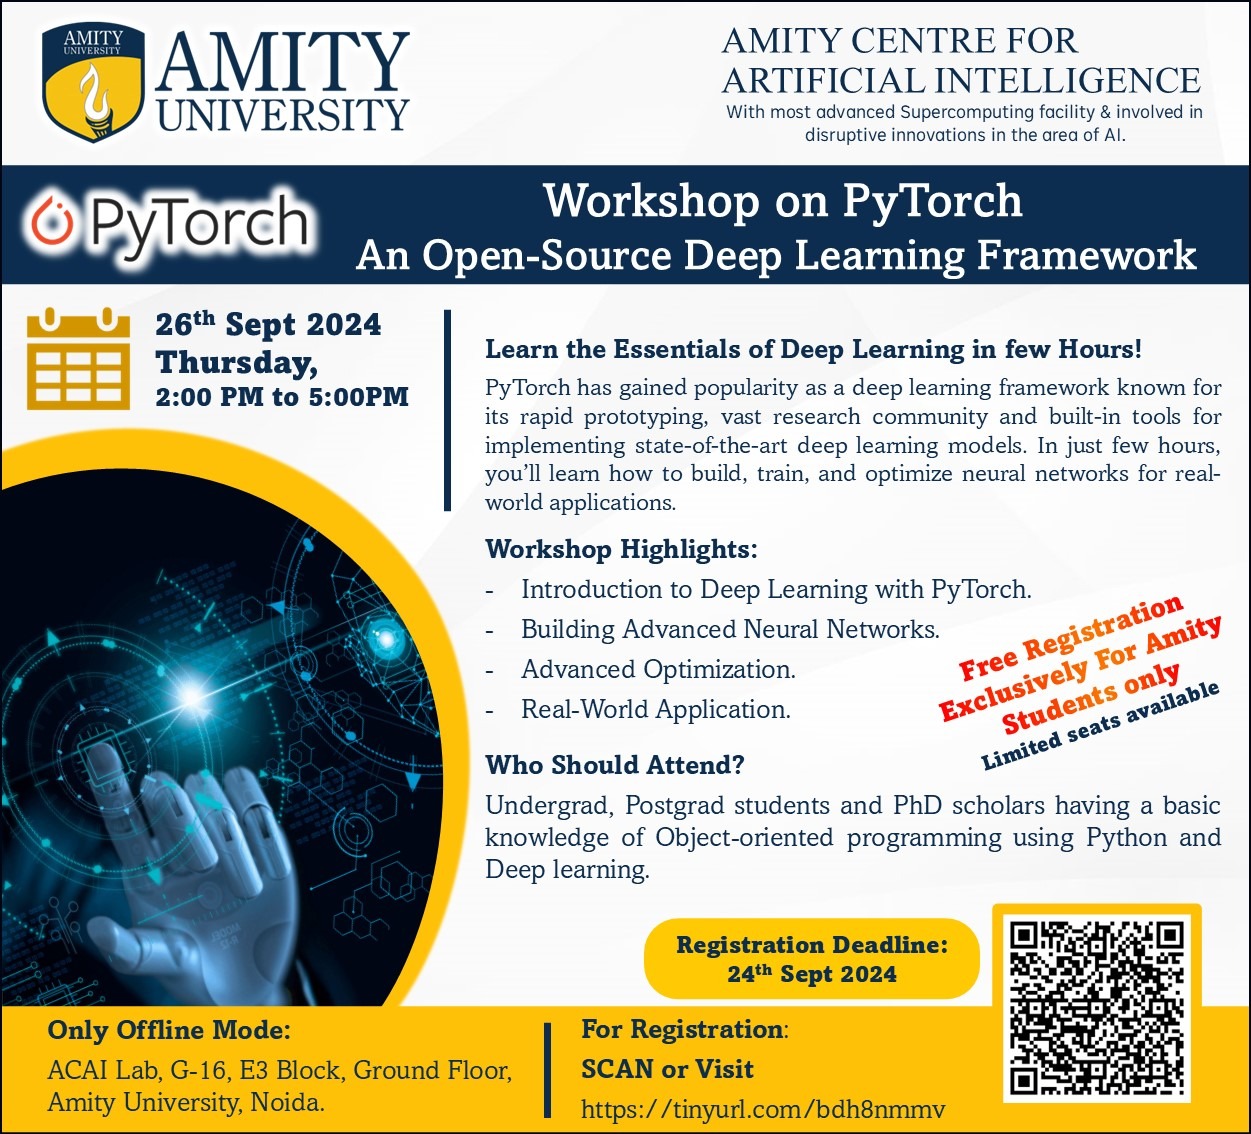 AMITY
UNIVERSITY
AMITY
UNIVERSITY
AMITY CENTRE FOR
ARTIFICIAL INTELLIGENCE
With most advanced Supercomputing facility & involved in
disruptive innovations in the area of AI.
PyTorch
Workshop on PyTorch
An Open-Source Deep Learning Framework
26th Sept 2024
Thursday,
2:00 PM to 5:00PM
Learn the Essentials of Deep Learning in few Hours!
PyTorch has gained popularity as a deep learning framework known for
its rapid prototyping, vast research community and built-in tools for
implementing state-of-the-art deep learning models. In just few hours,
you'll learn how to build, train, and optimize neural networks for real-
world applications.
Workshop Highlights:
- Introduction to Deep Learning with PyTorch.
- Building Advanced Neural Networks.
- Advanced Optimization.
- Real-World Application.
Free Registration
Exclusively For Amity
Students only
Limited seats available
Who Should Attend?
Undergrad, Postgrad students and PhD scholars having a basic
knowledge of Object-oriented programming using Python and
Deep learning.
Registration Deadline:
24th Sept 2024
Only Offline Mode:
ACAI Lab, G-16, E3 Block, Ground Floor,
Amity University, Noida.
For Registration:
SCAN or Visit
https://tinyurl.com/bdh8nmmv